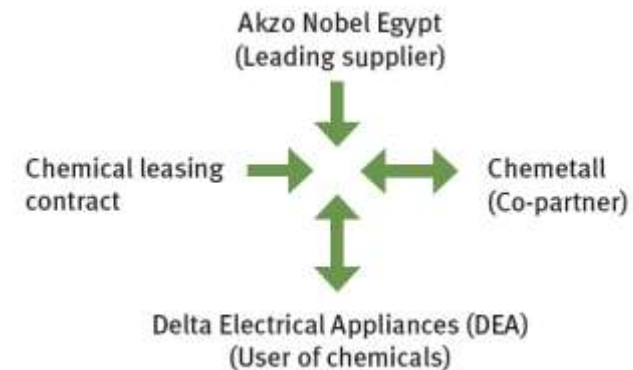 Akzo Nobel Egypt
(Leading supplier)
Chemical leasing
contract
Chemetall
(Co-partner)
Delta Electrical Appliances (DEA)
(User of chemicals)